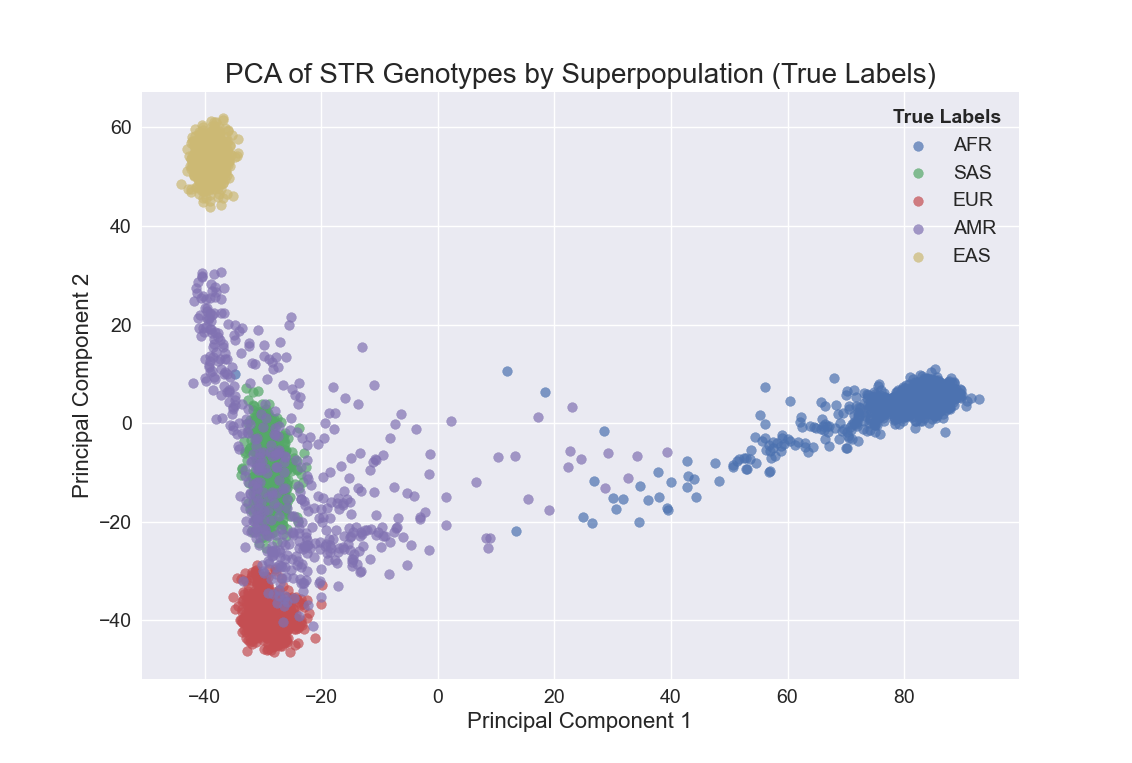 PCA of STR Genotypes by Superpopulation (True Labels)
True Labels
AFR
SAS
EUR
AMR
EAS
60
40
20
0
−20
−40
Principal Component 2
−40
−20
0
20
40
60
80
Principal Component 1